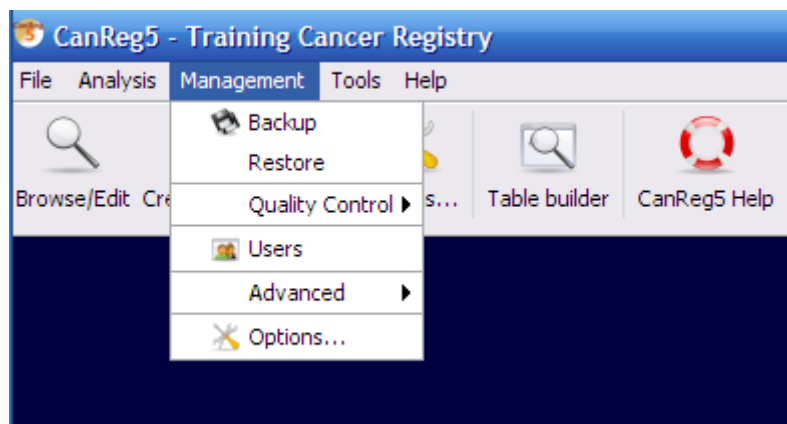 CanReg5 - Training Cancer Registry
File Analysis Management Tools Help
Backup
Restore
Browse/Edit Cre
Quality Control
s...
Table builder
CanReg5 Help
Users
Advanced
Options...